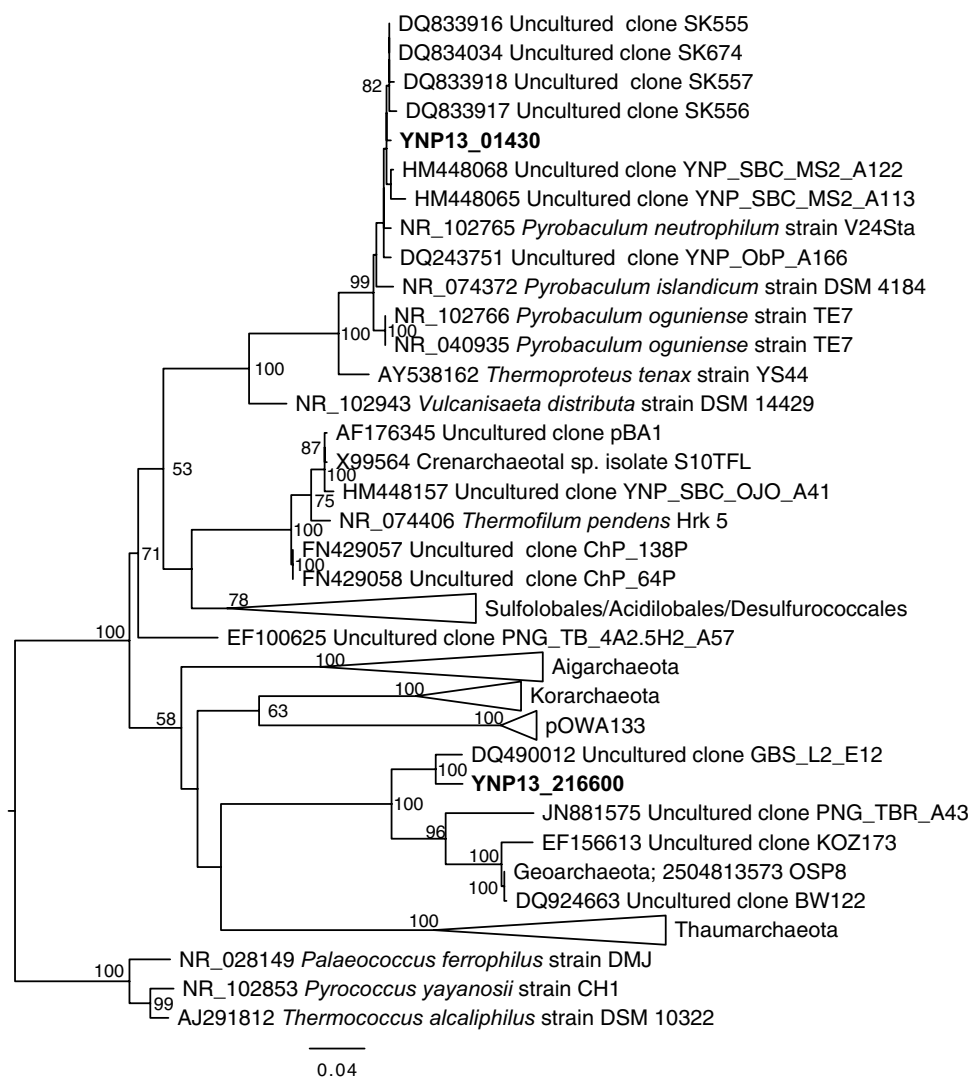 DQ833916 Uncultured clone SK555
DQ834034 Uncultured clone SK674
DQ833918 Uncultured clone SK557
82
DQ833917 Uncultured clone SK556
YNP13_01430
HM448068 Uncultured clone YNP_SBC_MS2_A122
HM448065 Uncultured clone YNP_SBC_MS2_A113
NR_102765 Pyrobaculum neutrophilum strain V24Sta
DQ243751 Uncultured clone YNP_ObP_A166
99
NR_074372 Pyrobaculum islandicum strain DSM 4184
NR_102766 Pyrobaculum oguniense strain TE7
100
100
NR_040935 Pyrobaculum oguniense strain TE7
100
AY538162 Thermoproteus tenax strain YS44
NR_102943 Vulcanisaeta distributa strain DSM 14429
AF176345 Uncultured clone pBA1
87
X99564 Crenarchaeotal sp. isolate S10TFL
53
100
HM448157 Uncultured clone YNP_SBC_OJO_A41
75
NR_074406 Thermofilum pendens Hrk 5
100
71
FN429057 Uncultured clone ChP_138P
100
FN429058 Uncultured clone ChP_64P
78
Sulfolobales/Acidilobales/Desulfurococcales
100
EF100625 Uncultured clone PNG_TB_4A2.5H2_A57
100
Aigarchaeota
100
Korarchaeota
58
63
100
pOWA133
DQ490012 Uncultured clone GBS_L2_E12
100
YNP13_216600
100
JN881575 Uncultured clone PNG_TBR_A43
96
EF156613 Uncultured clone KOZ173
100
Geoarchaeota; 2504813573 OSP8
100
DQ924663 Uncultured clone BW122
100
Thaumarchaeota
NR_028149 Palaeococcus ferrophilus strain DMJ
100
NR_102853 Pyrococcus yayanosii strain CH1
99
AJ291812 Thermococcus alcaliphilus strain DSM 10322
0.04